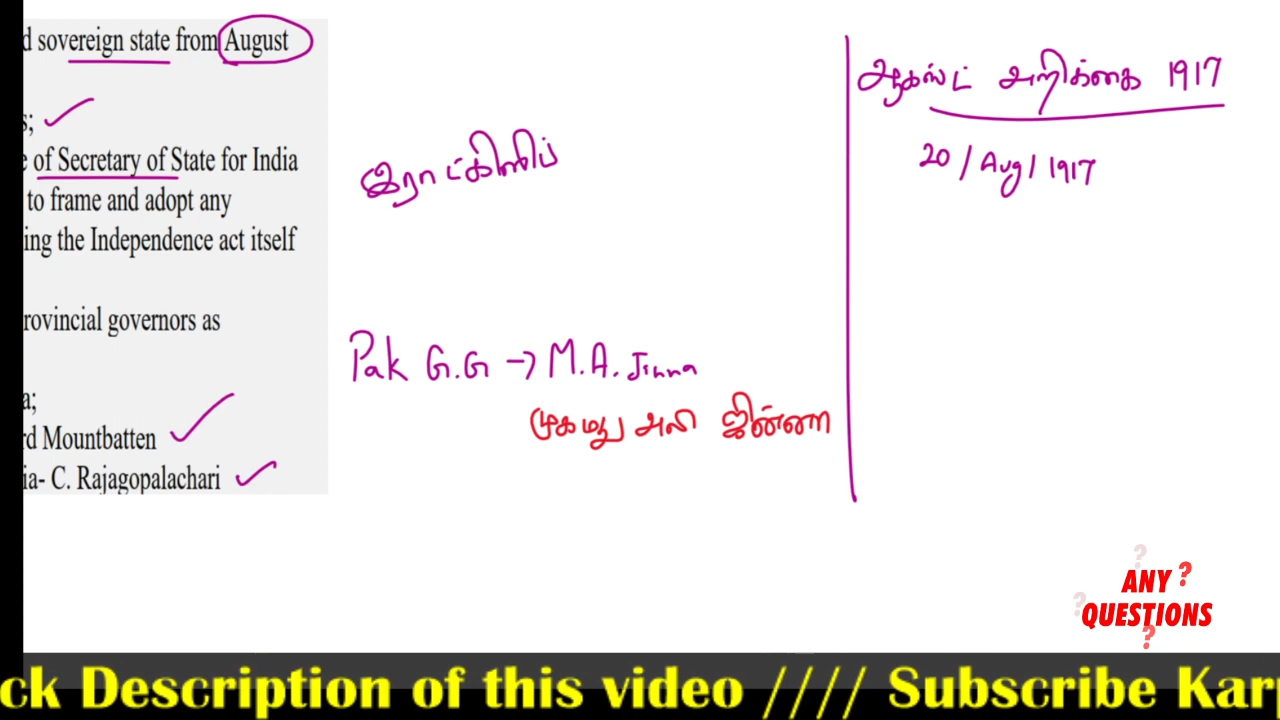 d sovereign state from August
s;
e of Secretary of State for India
to frame and adopt any
ing the Independence act itself
rovincial governors as
a;
rd Mountbatten
ia- C. Rajagopalachari
Pak G.G → M.A. Jinna
முகமது அலி ஜின்னா
ஆகஸ்ட் அறிக்கை 1917
20 / Aug / 1917
ANY
QUESTIONS
ck Description of this video //// Subscribe Karp